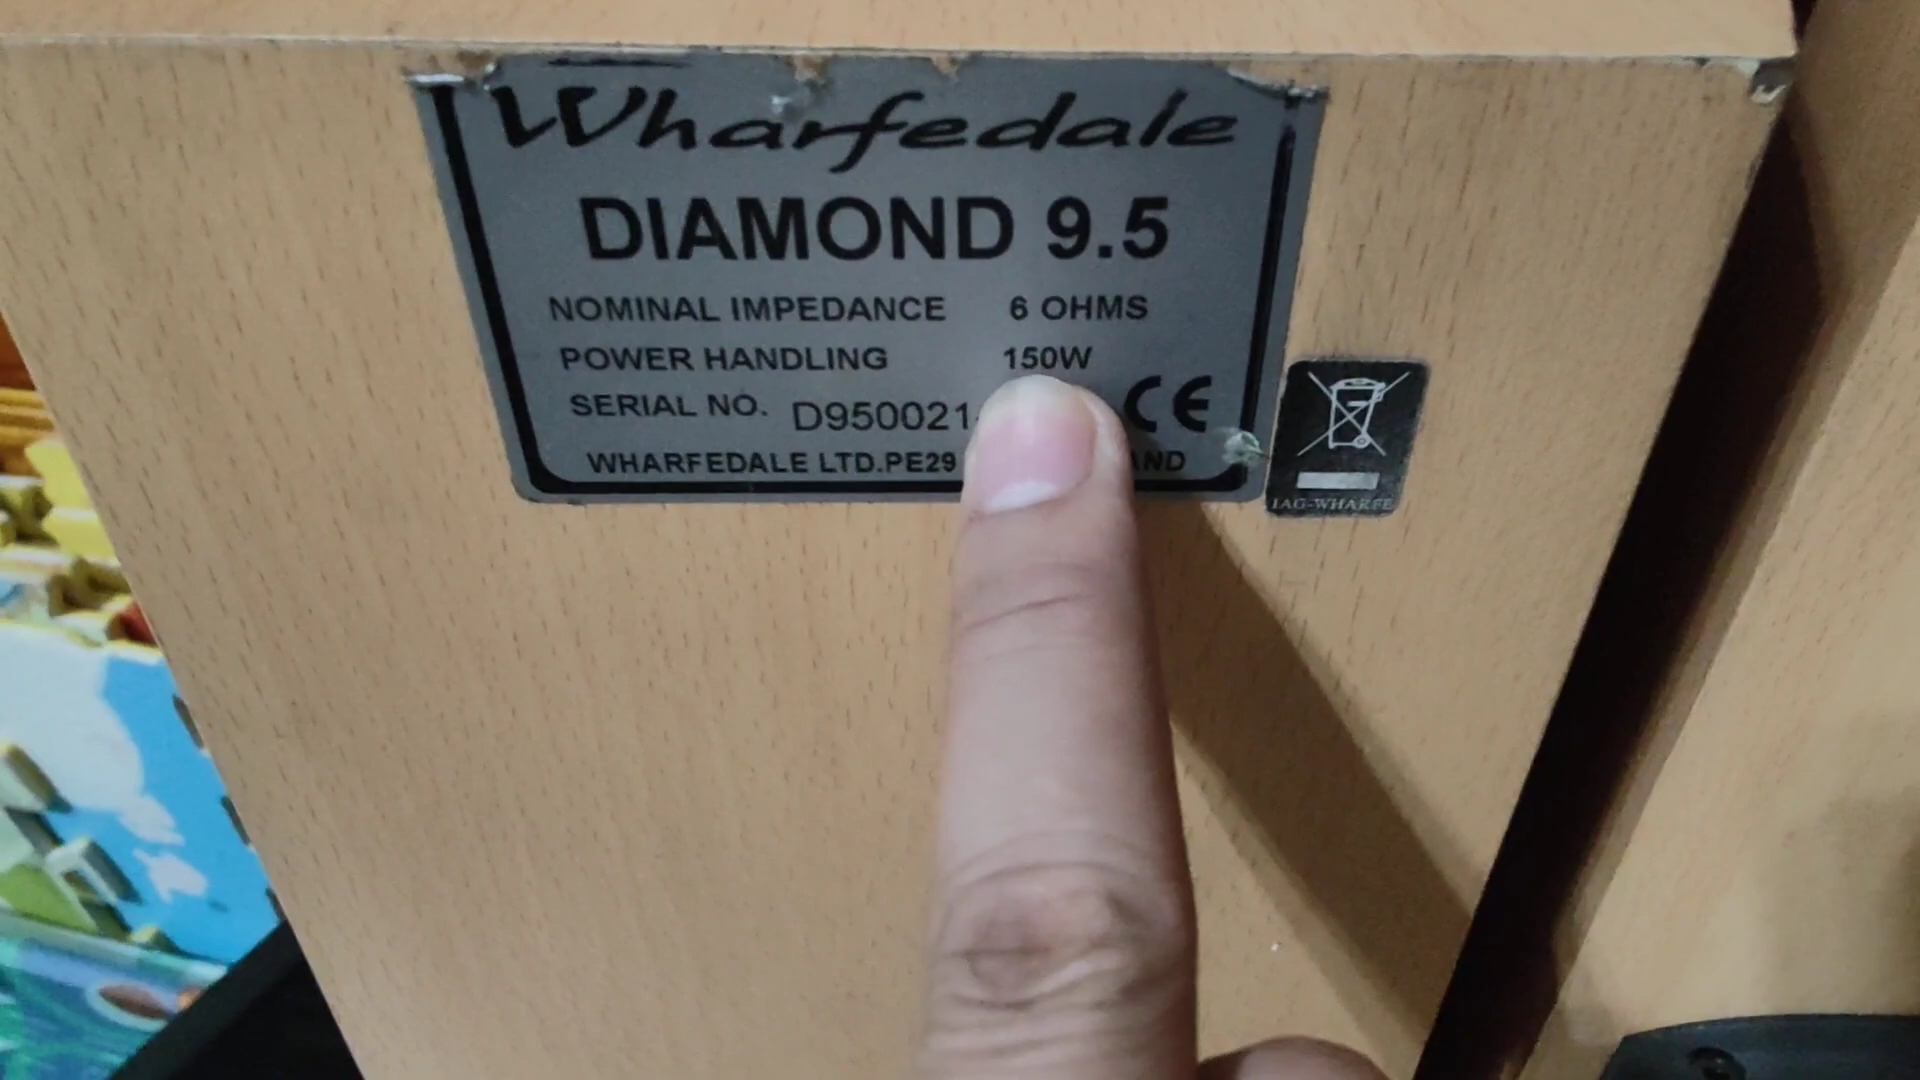 Wharfedale
DIAMOND 9.5
NOMINAL IMPEDANCE 6 OHMS
POWER HANDLING 150W
SERIAL NO. D950021
CE
WHARFEDALE LTD.PE29
IAG-WHARFE